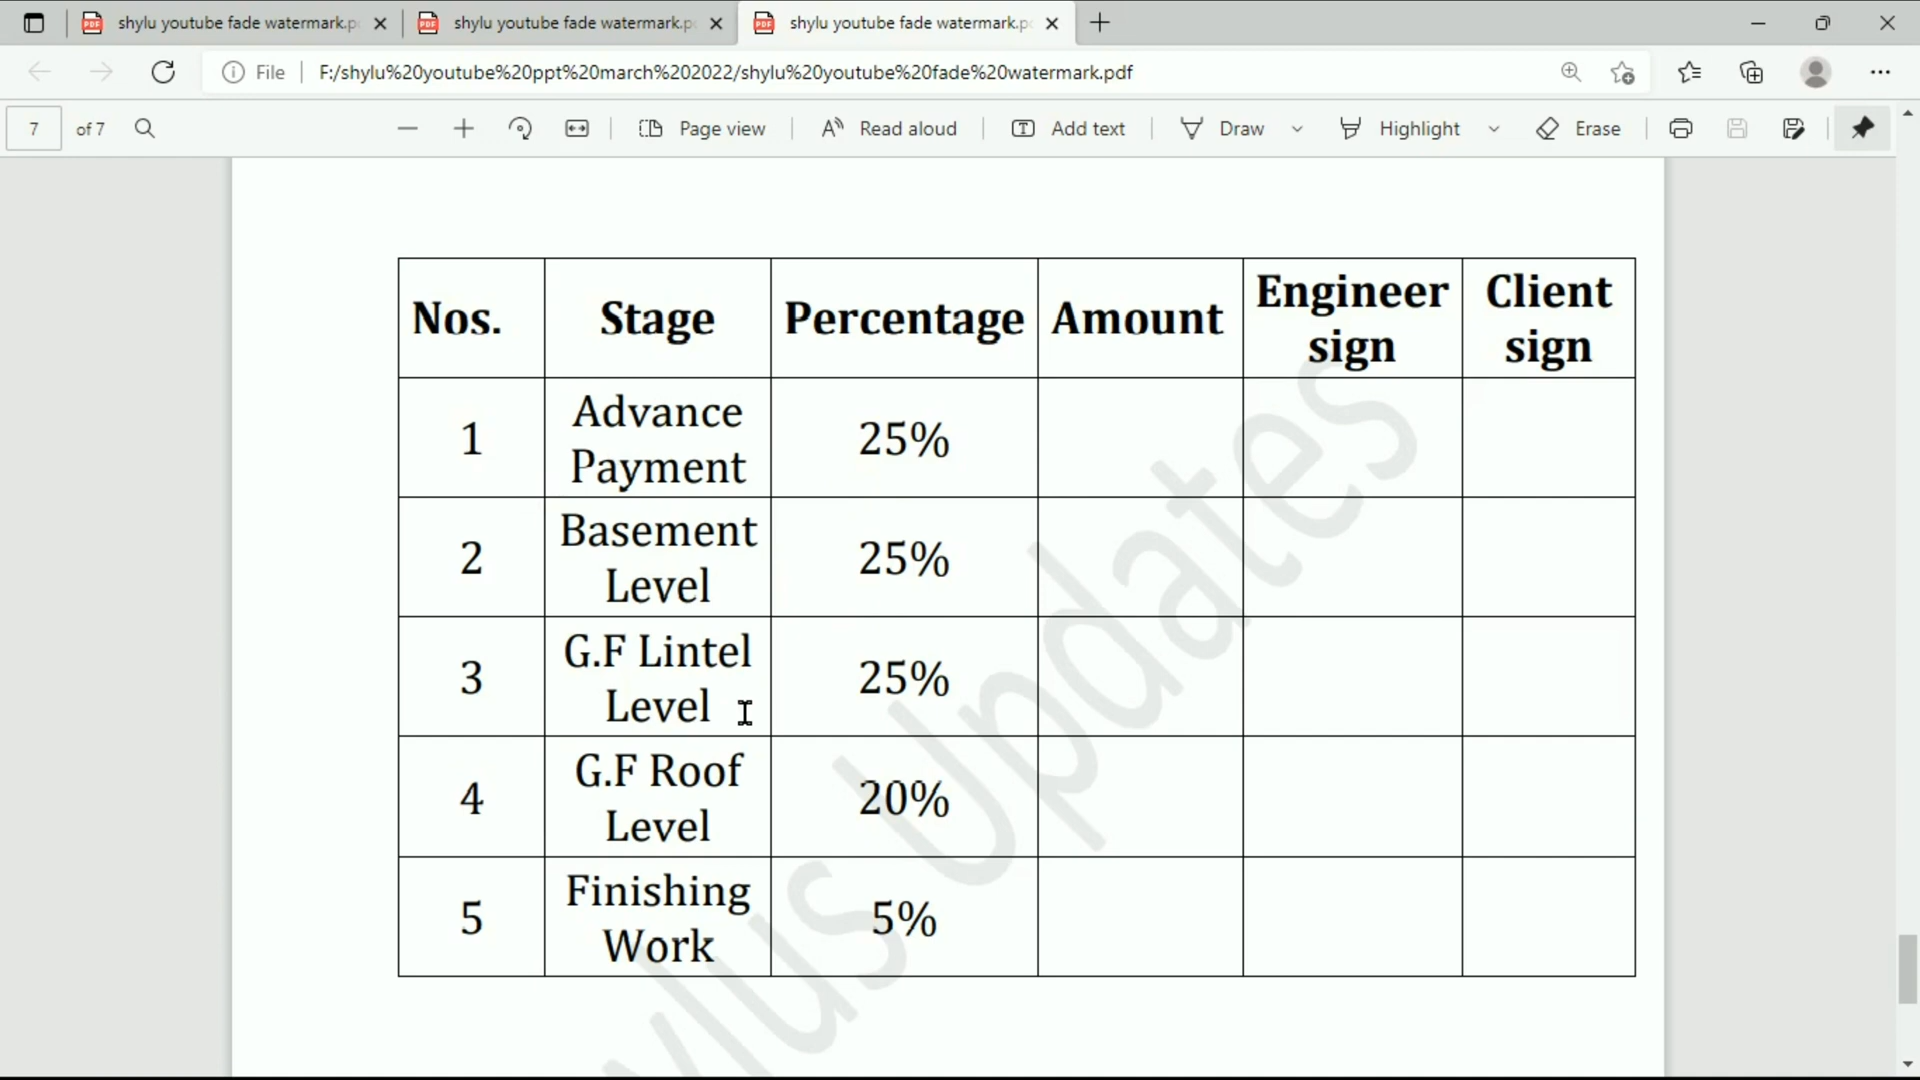 shylu youtube fade watermark.p
shylu youtube fade watermark.p
shylu youtube fade watermark.p
File
F:/shylu%20youtube%20ppt%20march%202022/shylu%20youtube%20fade%20watermark.pdf
7 of 7
Page view
Read aloud
Add text
Draw
Highlight
Erase
Nos. Stage Percentage Amount Engineer sign Client sign
1 Advance Payment 25%
2 Basement Level 25%
3 G.F Lintel Level 25%
4 G.F Roof Level 20%
5 Finishing Work 5%
ylus Updates